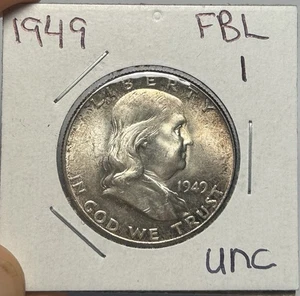 1949 FBL
1
LIBERTY
1949
IN GOD WE TRUST
unc